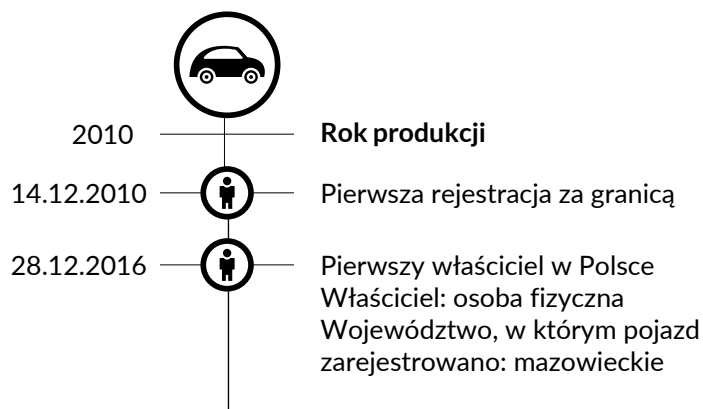 2010 Rok produkcji
14.12.2010 Pierwsza rejestracja za granicą
28.12.2016 Pierwszy właściciel w Polsce
Właściciel: osoba fizyczna
Województwo, w którym pojazd
zarejestrowano: mazowieckie